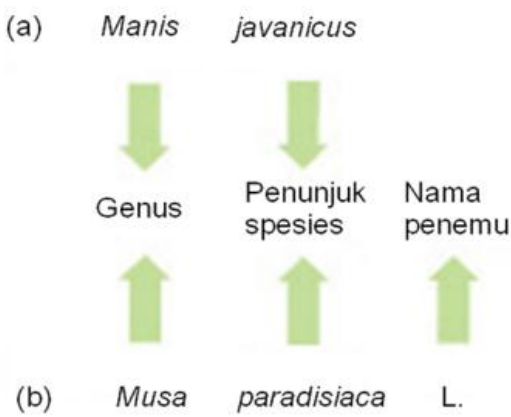 (a) Manis javanicus
Genus
Penunjuk spesies
Nama penemu
(b) Musa paradisiaca L.